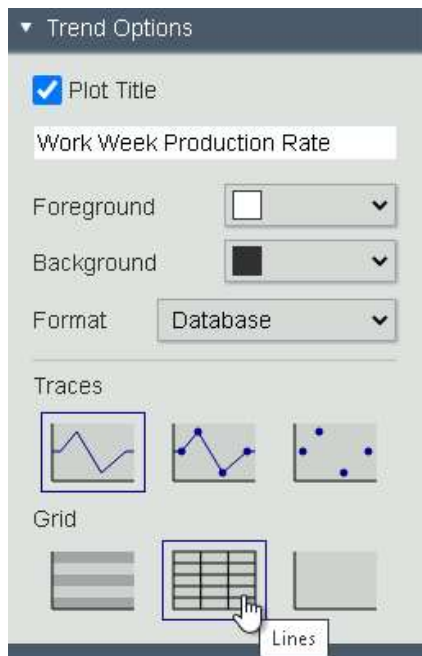 Trend Options
Plot Title
Work Week Production Rate
Foreground
Background
Format Database
Traces
Grid
Lines